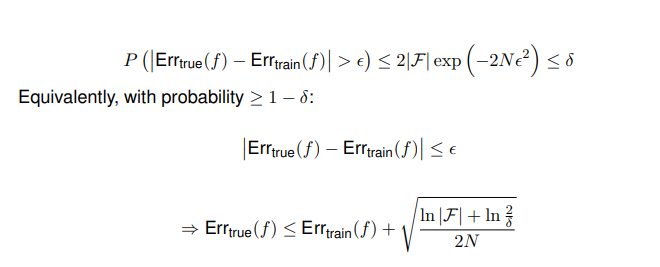 P (|Err_true(f) − Err_train(f)| > ϵ) ≤ 2|ℱ| exp (−2Nϵ²) ≤ δ
Equivalently, with probability ≥ 1 − δ:
|Err_true(f) − Err_train(f)| ≤ ϵ
⇒ Err_true(f) ≤ Err_train(f) + √((ln |ℱ| + ln 2/δ) / 2N)